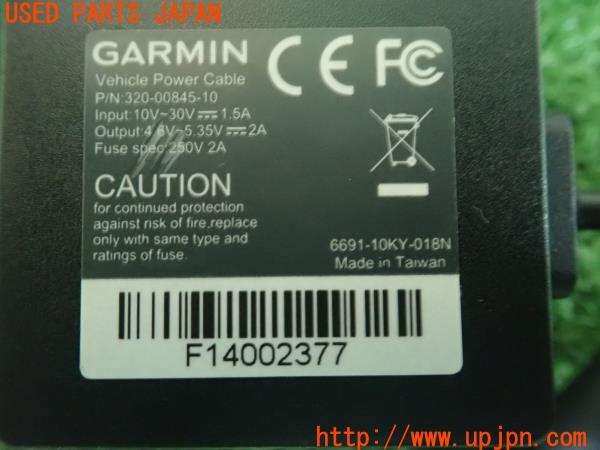 USED PARTS JAPAN
GARMIN
Vehicle Power Cable
P/N:320-00845-10
Input:10V~30V⎓1.5A
Output:4.8V~5.35V⎓2A
Fuse spec:250V 2A
CAUTION
for continued protection
against risk of fire,replace
only with same type and
ratings of fuse.
CE FC
6691-10KY-018N
Made in Taiwan
F14002377
http://www.upjpn.com/